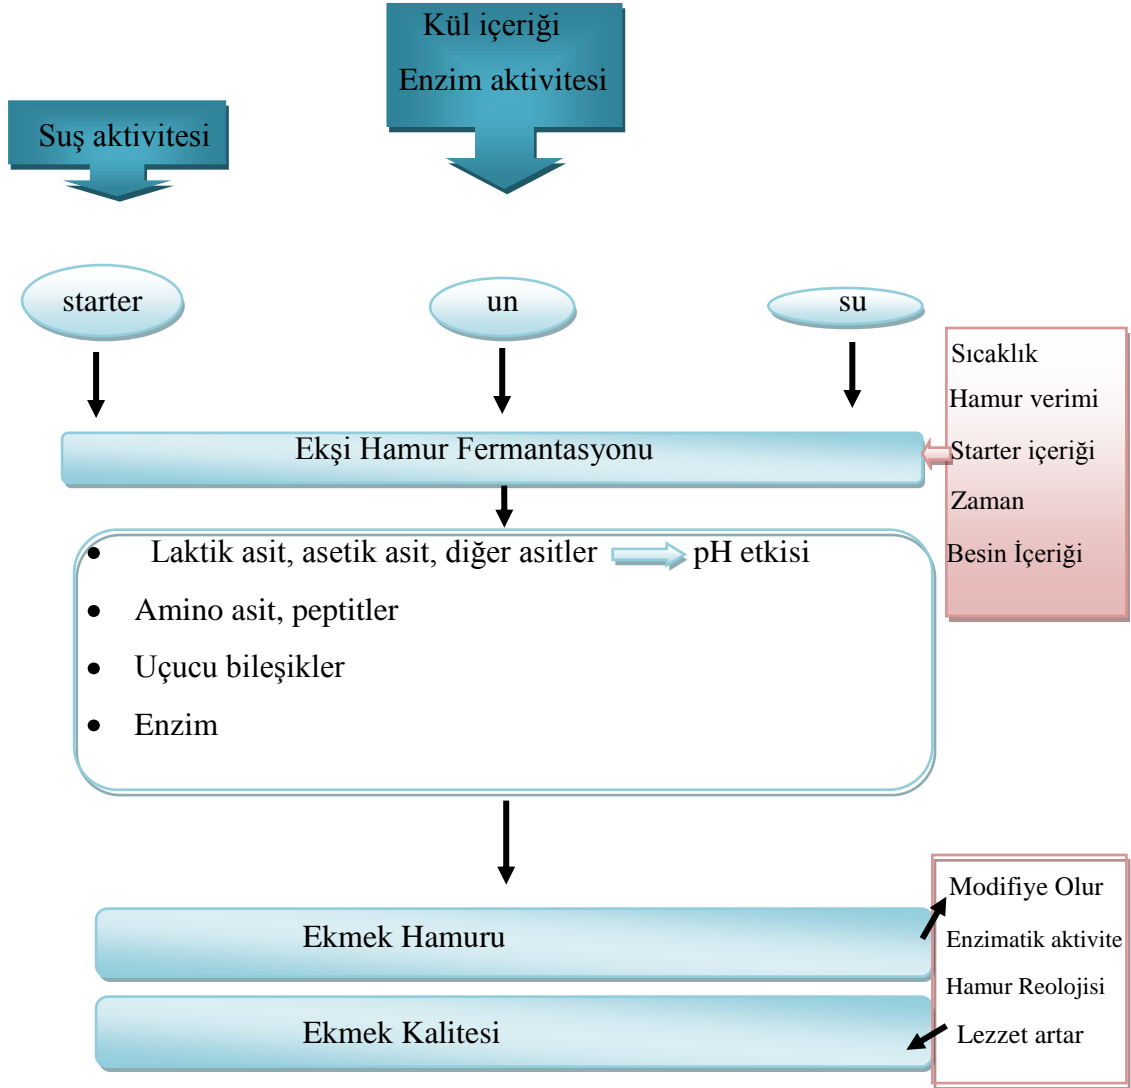 Kül içeriği
Enzim aktivitesi
Suş aktivitesi
starter
un
su
Sıcaklık
Hamur verimi
Starter içeriği
Zaman
Besin İçeriği
Ekşi Hamur Fermantasyonu
• Laktik asit, asetik asit, diğer asitler pH etkisi
• Amino asit, peptitler
• Uçucu bileşikler
• Enzim
Ekmek Hamuru
Modifiye Olur
Enzimatik aktivite
Hamur Reolojisi
Lezzet artar
Ekmek Kalitesi